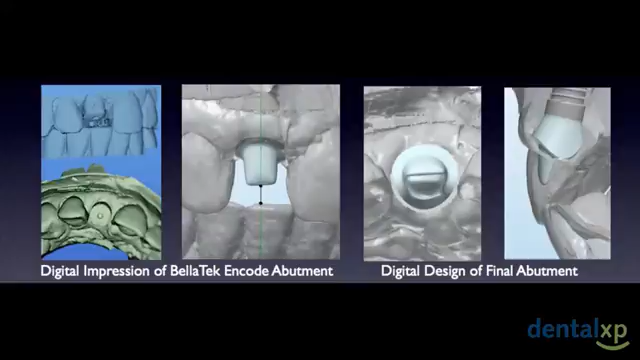 Digital Impression of BellaTek Encode Abutment
Digital Design of Final Abutment
dentalxp